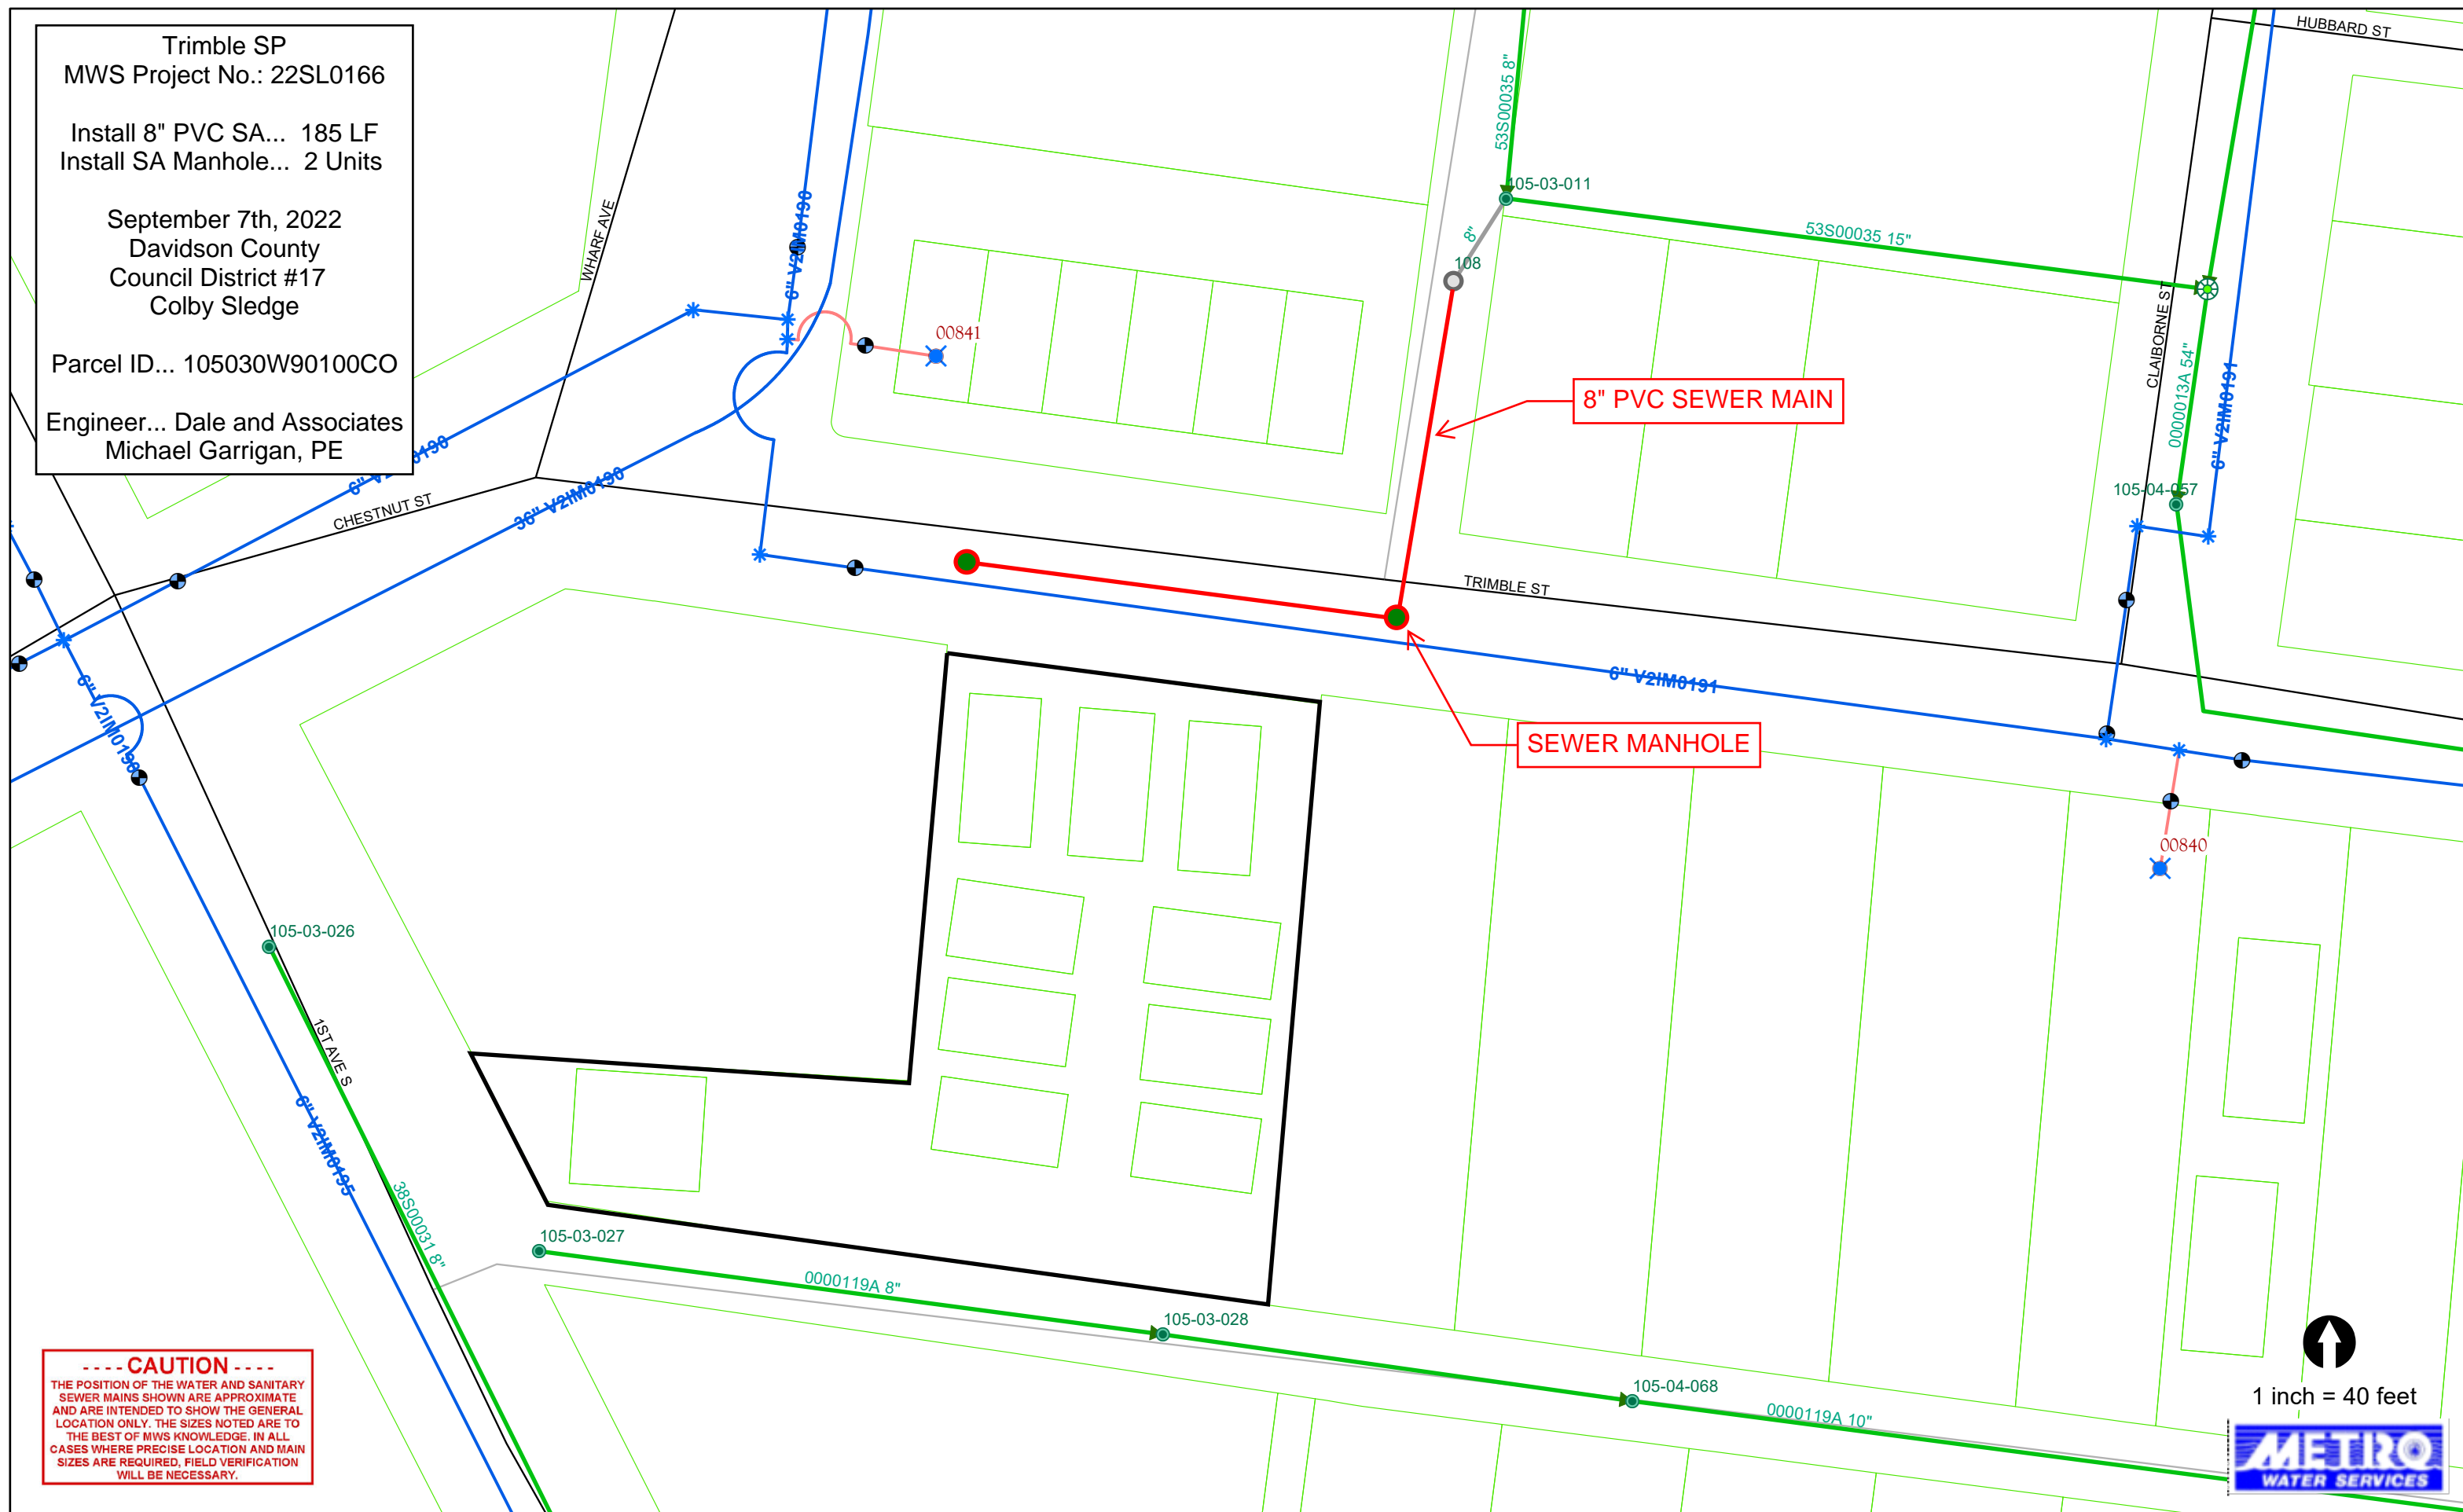 Trimble SP
MWS Project No.: 22SL0166
Install 8" PVC SA... 185 LF
Install SA Manhole... 2 Units
September 7th, 2022
Davidson County
Council District #17
Colby Sledge
Parcel ID... 105030W90100CO
Engineer... Dale and Associates
Michael Garrigan, PE
HUBBARD ST
53S00035 8"
105-03-011
53S00035 15"
8"
108
WHARF AVE
6" V2IM0190
00841
CLAIBORNE ST
0000013A 54"
6" V2IM0191
8" PVC SEWER MAIN
105-04-057
CHESTNUT ST
36" V2IM0190
TRIMBLE ST
6" V2IM0190
6" V2IM0191
SEWER MANHOLE
00840
105-03-026
1ST AVE S
6" V2IM0195
38S00031 8"
105-03-027
0000119A 8"
105-03-028
105-04-068
0000119A 10"
---- CAUTION ----
THE POSITION OF THE WATER AND SANITARY
SEWER MAINS SHOWN ARE APPROXIMATE
AND ARE INTENDED TO SHOW THE GENERAL
LOCATION ONLY. THE SIZES NOTED ARE TO
THE BEST OF MWS KNOWLEDGE. IN ALL
CASES WHERE PRECISE LOCATION AND MAIN
SIZES ARE REQUIRED, FIELD VERIFICATION
WILL BE NECESSARY.
1 inch = 40 feet
METRO
WATER SERVICES